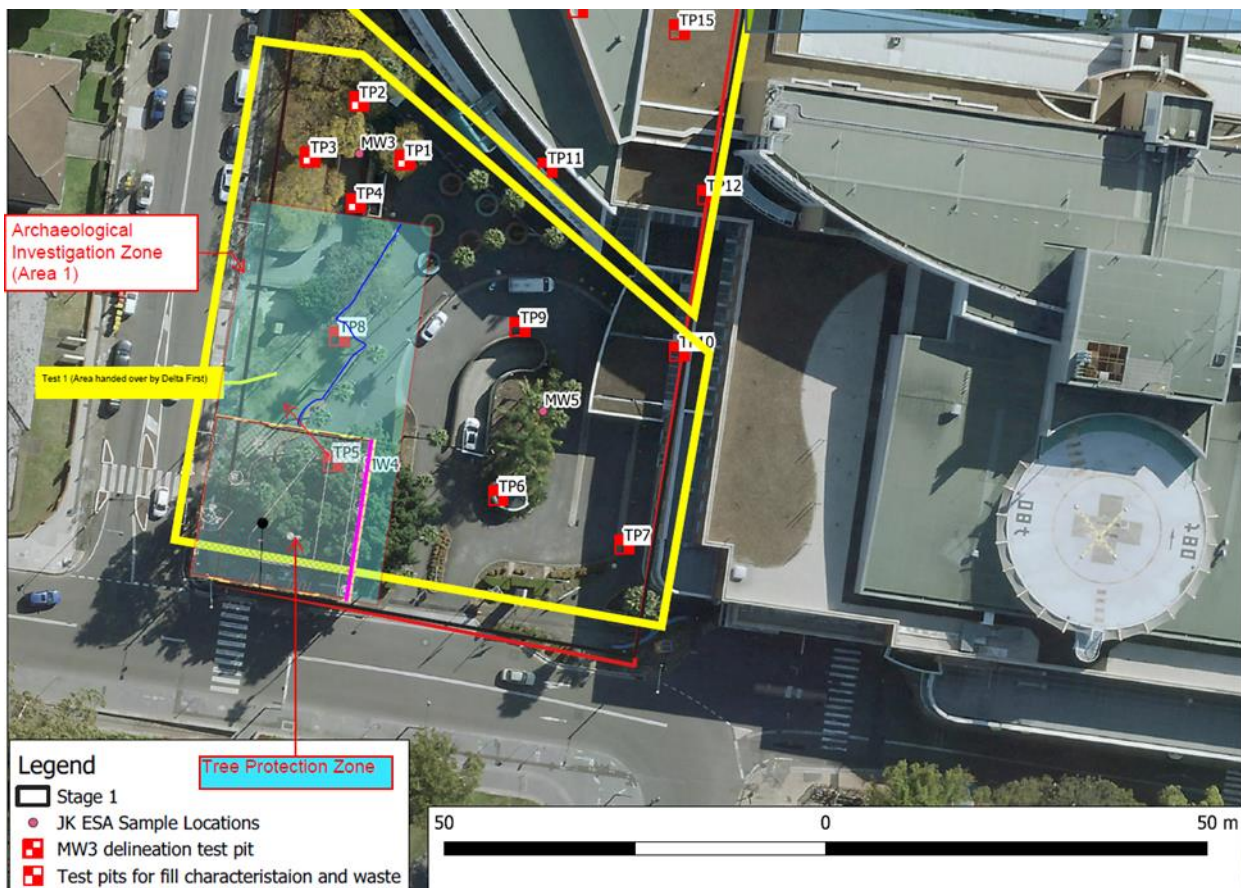 TP15
TP2
TP3
MW3
TP1
TP11
TP4
TP12
Archaeological
Investigation Zone
(Area 1)
TP8
TP9
TP10
Test 1 (Area handed over by Delta First)
MW5
TP5
TP6
TP7
Tree Protection Zone
Legend
Stage 1
JK ESA Sample Locations
MW3 delineation test pit
Test pits for fill characteristaion and waste
50
0
50 m